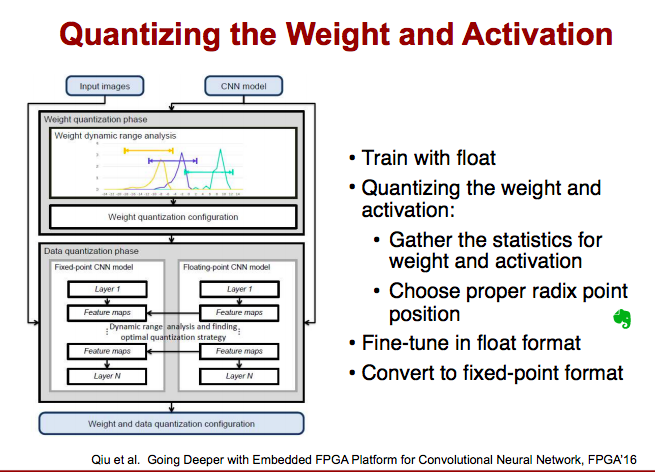 Quantizing the Weight and Activation
Input images
CNN model
Weight quantization phase
Weight dynamic range analysis
Weight quantization configuration
Data quantization phase
Fixed-point CNN model
Floating-point CNN model
Layer 1
Layer 1
Feature maps
Feature maps
Dynamic range analysis and finding
optimal quantization strategy
Feature maps
Feature maps
Layer N
Layer N
Weight and data quantization configuration
• Train with float
• Quantizing the weight and
activation:
• Gather the statistics for
weight and activation
• Choose proper radix point
position
• Fine-tune in float format
• Convert to fixed-point format
Qiu et al. Going Deeper with Embedded FPGA Platform for Convolutional Neural Network, FPGA'16